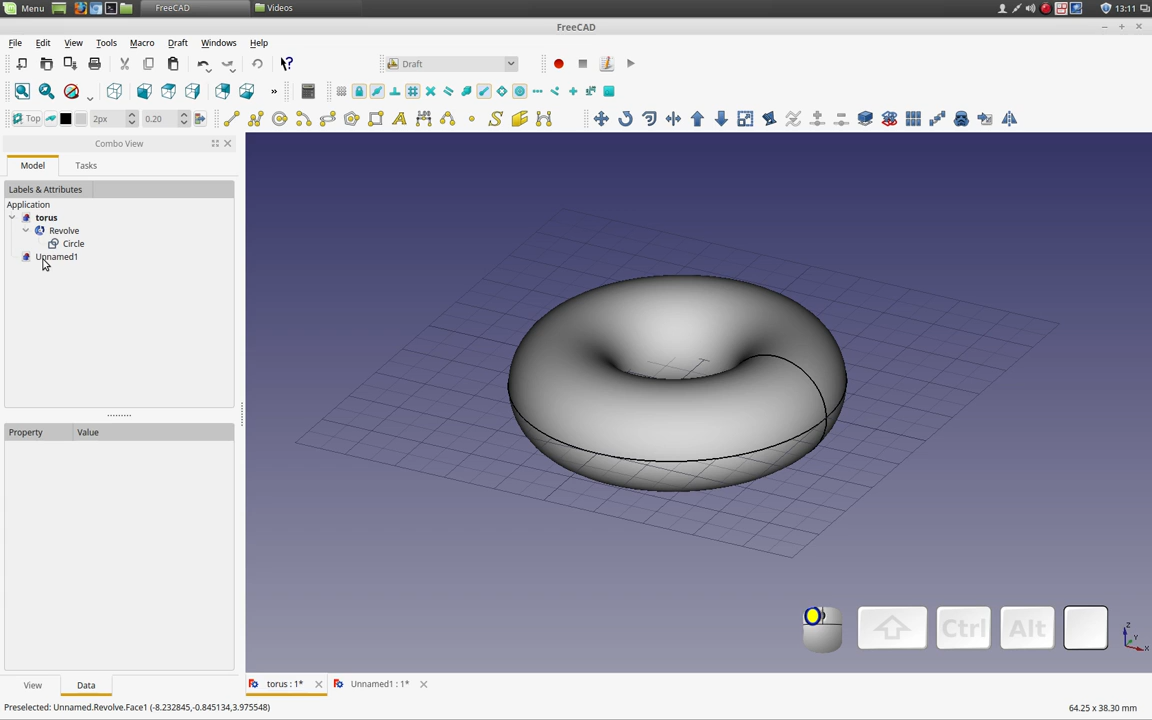 Menu FreeCAD Videos 13:11
FreeCAD
File Edit View Tools Macro Draft Windows Help
Draft
Top 2px 0.20
Combo View
Model Tasks
Labels & Attributes
Application
torus
Revolve
Circle
Unnamed1
Property Value
Ctrl Alt
Z
Y
X
View Data torus : 1* Unnamed1 : 1*
Preselected: Unnamed.Revolve.Face1 (-8.232845,-0.845134,3.975548) 64.25 x 38.30 mm